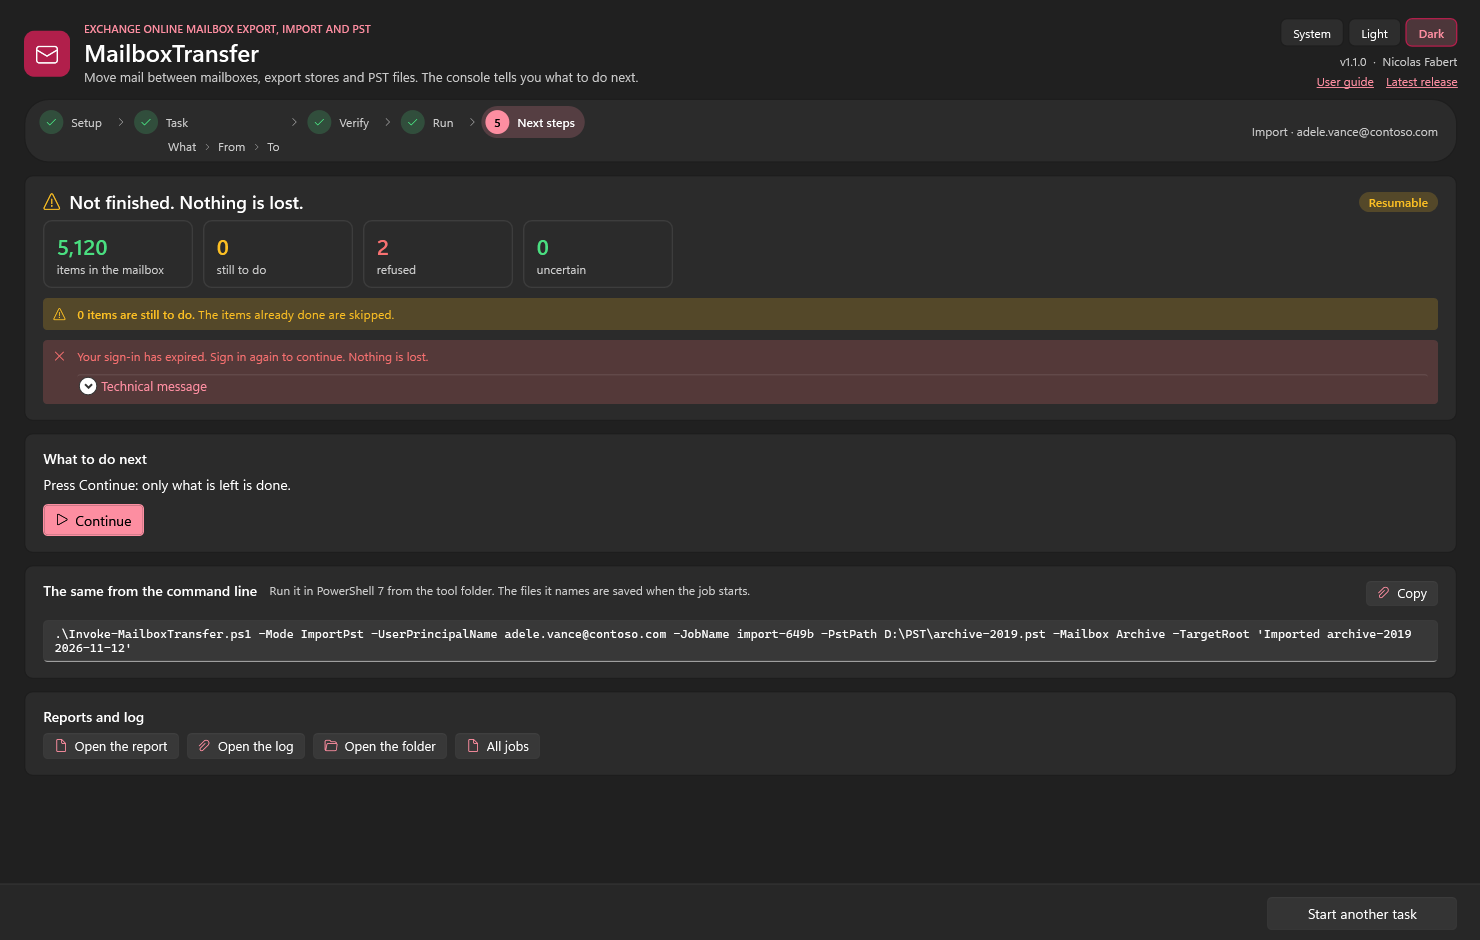 EXCHANGE ONLINE MAILBOX EXPORT, IMPORT AND PST
MailboxTransfer
Move mail between mailboxes, export stores and PST files. The console tells you what to do next.
System
Light
Dark
v1.1.0 · Nicolas Fabert
User guide
Latest release
Setup
Task
Verify
Run
5
Next steps
What
From
To
Import · adele.vance@contoso.com
Not finished. Nothing is lost.
Resumable
5,120
items in the mailbox
0
still to do
2
refused
0
uncertain
0 items are still to do. The items already done are skipped.
Your sign-in has expired. Sign in again to continue. Nothing is lost.
Technical message
What to do next
Press Continue: only what is left is done.
Continue
The same from the command line
Run it in PowerShell 7 from the tool folder. The files it names are saved when the job starts.
Copy
.\Invoke-MailboxTransfer.ps1 -Mode ImportPst -UserPrincipalName adele.vance@contoso.com -JobName import-649b -PstPath D:\PST\archive-2019.pst -Mailbox Archive -TargetRoot 'Imported archive-2019
2026-11-12'
Reports and log
Open the report
Open the log
Open the folder
All jobs
Start another task